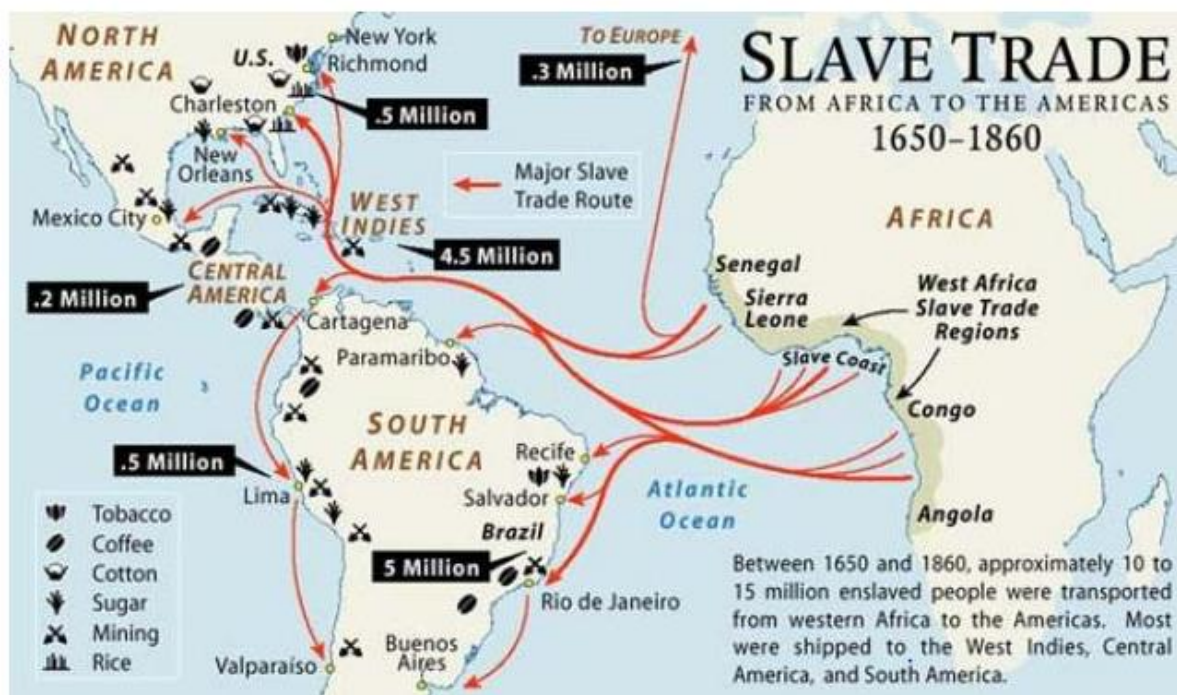 SLAVE TRADE
FROM AFRICA TO THE AMERICAS
1650–1860
NORTH
AMERICA
U.S.
New York
Richmond
Charleston
.5 Million
New
Orleans
Mexico City
WEST
INDIES
4.5 Million
CENTRAL
AMERICA
.2 Million
TO EUROPE
.3 Million
Major Slave
Trade Route
AFRICA
Senegal
Sierra
Leone
West Africa
Slave Trade
Regions
Slave Coast
Congo
Angola
Cartagena
Paramaribo
Pacific
Ocean
SOUTH
AMERICA
.5 Million
Lima
Recife
Salvador
Brazil
5 Million
Rio de Janeiro
Atlantic
Ocean
Valparaiso
Buenos
Aires
Tobacco
Coffee
Cotton
Sugar
Mining
Rice
Between 1650 and 1860, approximately 10 to
15 million enslaved people were transported
from western Africa to the Americas. Most
were shipped to the West Indies, Central
America, and South America.